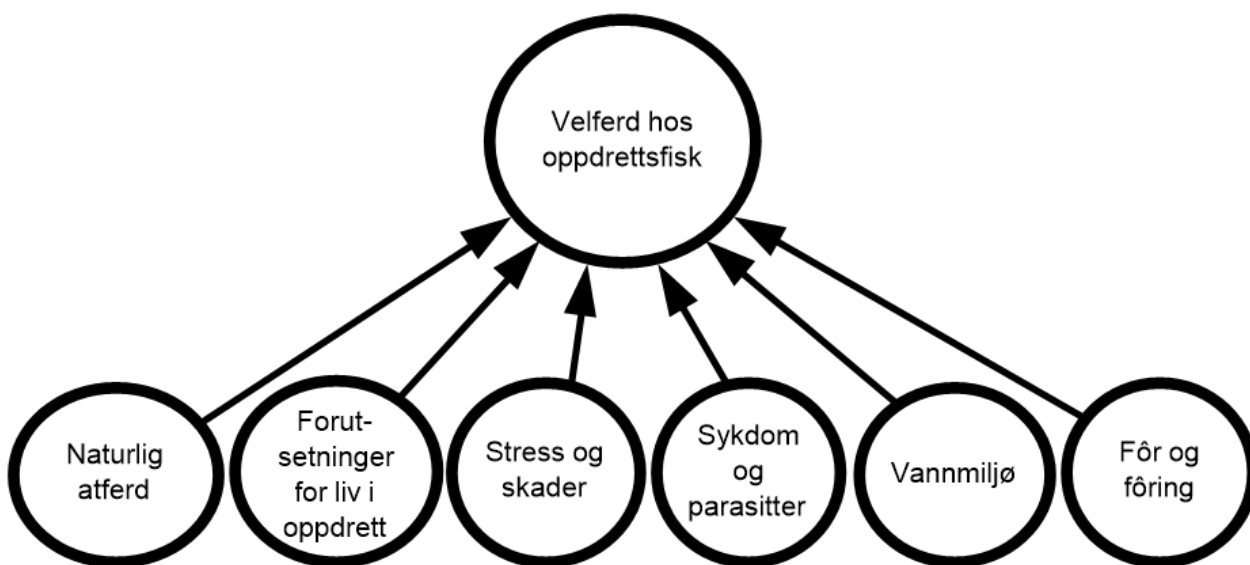 Velferd hos
oppdrettsfisk
Naturlig
atferd
Forut-
setninger
for liv i
oppdrett
Stress og
skader
Sykdom
og
parasitter
Vannmiljø
Fôr og
fôring